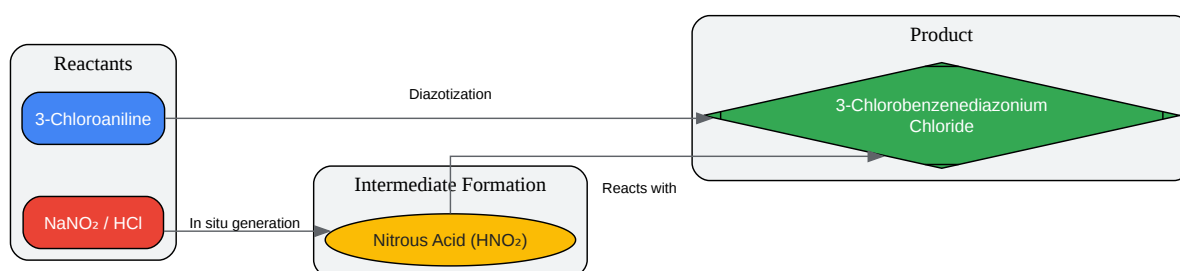 Reactants
3-Chloroaniline
NaNO₂ / HCl
Diazotization
In situ generation
Intermediate Formation
Nitrous Acid (HNO₂)
Reacts with
Product
3-Chlorobenzenediazonium
Chloride